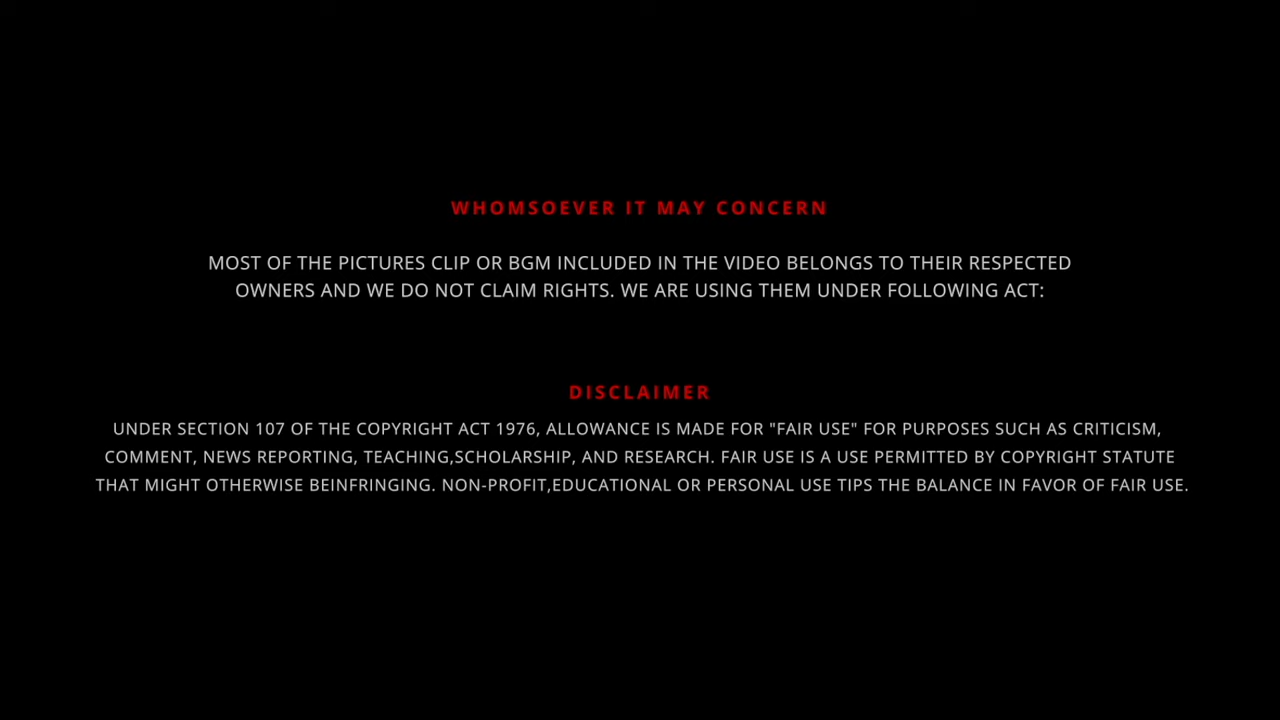 WHOMSOEVER IT MAY CONCERN
MOST OF THE PICTURES CLIP OR BGM INCLUDED IN THE VIDEO BELONGS TO THEIR RESPECTED
OWNERS AND WE DO NOT CLAIM RIGHTS. WE ARE USING THEM UNDER FOLLOWING ACT:
DISCLAIMER
UNDER SECTION 107 OF THE COPYRIGHT ACT 1976, ALLOWANCE IS MADE FOR "FAIR USE" FOR PURPOSES SUCH AS CRITICISM,
COMMENT, NEWS REPORTING, TEACHING,SCHOLARSHIP, AND RESEARCH. FAIR USE IS A USE PERMITTED BY COPYRIGHT STATUTE
THAT MIGHT OTHERWISE BEINFRINGING. NON-PROFIT,EDUCATIONAL OR PERSONAL USE TIPS THE BALANCE IN FAVOR OF FAIR USE.